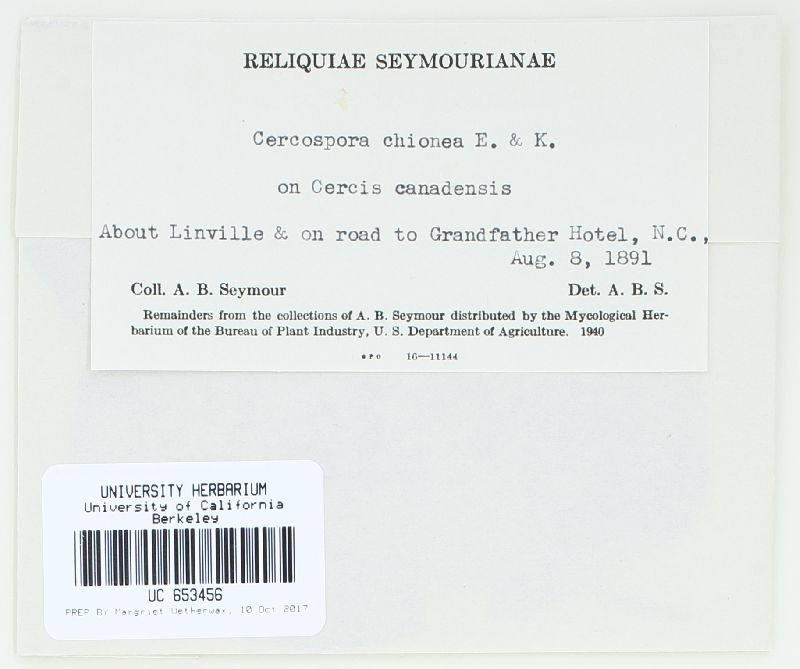 RELIQUIAE SEYMOURIANAE
Cercospora chionea E. & K.
on Cercis canadensis
About Linville & on road to Grandfather Hotel, N.C.,
Aug. 8, 1891
Coll. A. B. Seymour Det. A. B. S.
Remainders from the collections of A. B. Seymour distributed by the Mycological Her-
barium of the Bureau of Plant Industry, U. S. Department of Agriculture. 1940
GPO 16—11144
UNIVERSITY HERBARIUM
University of California
Berkeley
UC 653456
PREP BY Margriet Wetherwax, 10 Oct 2017